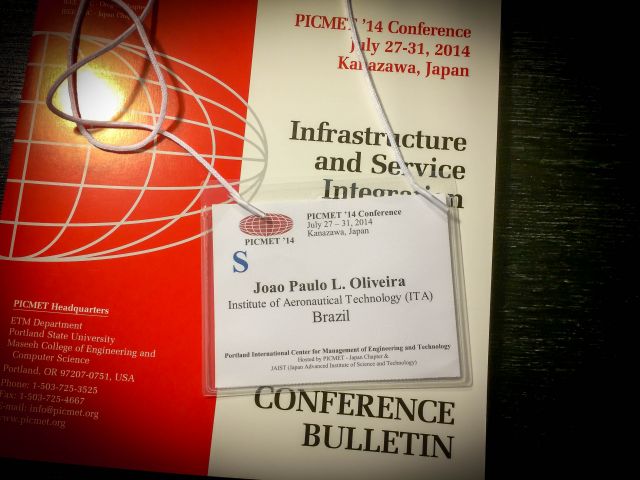 PICMET '14 Conference
July 27-31, 2014
Kanazawa, Japan
Infrastructure
and Service
Integration
PICMET '14
PICMET '14 Conference
July 27 – 31, 2014
Kanazawa, Japan
S
Joao Paulo L. Oliveira
Institute of Aeronautical Technology (ITA)
Brazil
Portland International Center for Management of Engineering and Technology
Hosted by PICMET - Japan Chapter &
JAIST (Japan Advanced Institute of Science and Technology)
PICMET Headquarters
ETM Department
Portland State University
Maseeh College of Engineering and
Computer Science
Portland, OR 97207-0751, USA
Phone: 1-503-725-3525
Fax: 1-503-725-4667
E-mail: info@picmet.org
www.picmet.org
CONFERENCE
BULLETIN